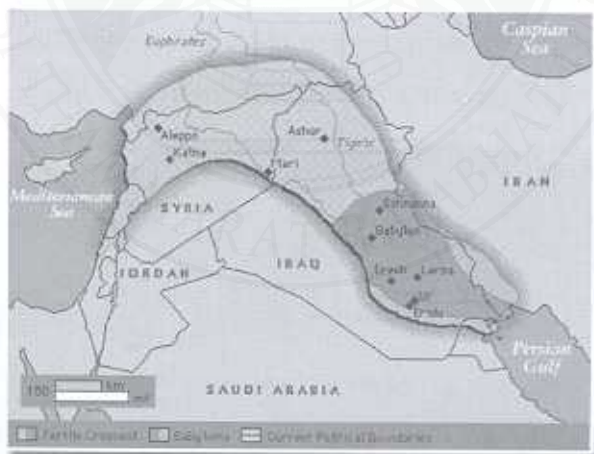 Caspian
Sea
Euphrates
Aleppo
Ashur
Tigris
Katna
Mari
IRAN
Mediterranean
Sea
SYRIA
Babylon
JORDAN
IRAQ
Uruk
Larsa
Ur
Eridu
Persian
Gulf
150
km
mi
SAUDI ARABIA
Fertile Crescent
Babylonia
Current Political Boundaries